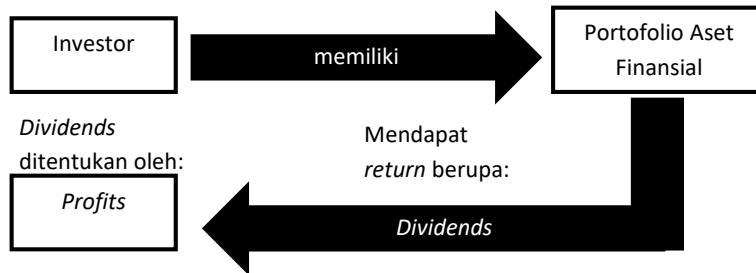 Investor
memiliki
Portofolio Aset
Finansial
Dividends
ditentukan oleh:
Mendapat
return berupa:
Profits
Dividends